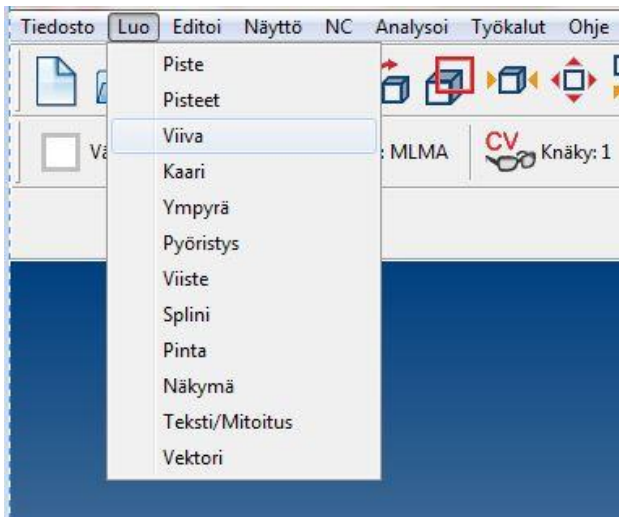 Tiedosto Luo Editoi Näyttö NC Analysoi Työkalut Ohje
Piste
Pisteet
Viiva
Kaari
Ympyrä
Pyöristys
Viiste
Splini
Pinta
Näkymä
Teksti/Mitoitus
Vektori
: MLMA CV Knäky: 1